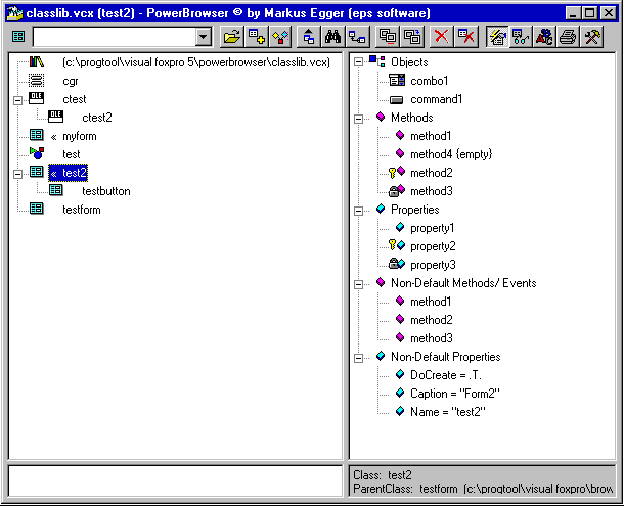 classlib.vcx (test2) - PowerBrowser © by Markus Egger (eps software)
(c:\progtool\visual foxpro 5\powerbrowser\classlib.vcx)
cgr
OLE ctest
OLE ctest2
« myform
test
« test2
testbutton
testform
Objects
combo1
command1
Methods
method1
method4 {empty}
method2
method3
Properties
property1
property2
property3
Non-Default Methods/ Events
method1
method2
method3
Non-Default Properties
DoCreate = .T.
Caption = "Form2"
Name = "test2"
Class: test2
ParentClass: testform (c:\progtool\visual foxpro\brow